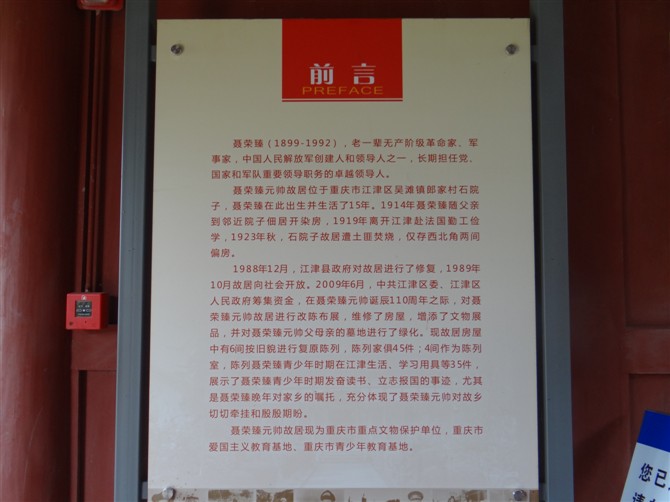 前言
PREFACE
聂荣臻(1899-1992),老一辈无产阶级革命家、军
事家,中国人民解放军创建人和领导人之一,长期担任党、
国家和军队重要领导职务的卓越领导人。
聂荣臻元帅故居位于重庆市江津区吴滩镇郎家村石院
子,聂荣臻在此出生并生活了15年。1914年聂荣臻随父亲
到邻近院子佃居开染房,1919年离开江津赴法国勤工俭
学,1923年秋,石院子故居遭土匪焚烧,仅存西北角两间
偏房。
1988年12月,江津县政府对故居进行了修复,1989年
10月故居向社会开放。2009年6月,中共江津区委、江津区
人民政府筹集资金,在聂荣臻元帅诞辰110周年之际,对聂
荣臻元帅故居进行改陈布展,维修了房屋,增添了文物展
品,并对聂荣臻元帅父母亲的墓地进行了绿化。现故居房屋
中有6间按旧貌进行复原陈列,陈列家俱45件;4间作为陈列
室,陈列聂荣臻青少年时期在江津生活、学习用具等35件,
展示了聂荣臻青少年时期发奋读书、立志报国的事迹,尤其
是聂荣臻晚年对家乡的嘱托,充分体现了聂荣臻元帅对故乡
切切牵挂和殷殷期盼。
聂荣臻元帅故居现为重庆市重点文物保护单位,重庆市
爱国主义教育基地、重庆市青少年教育基地。
您已
请